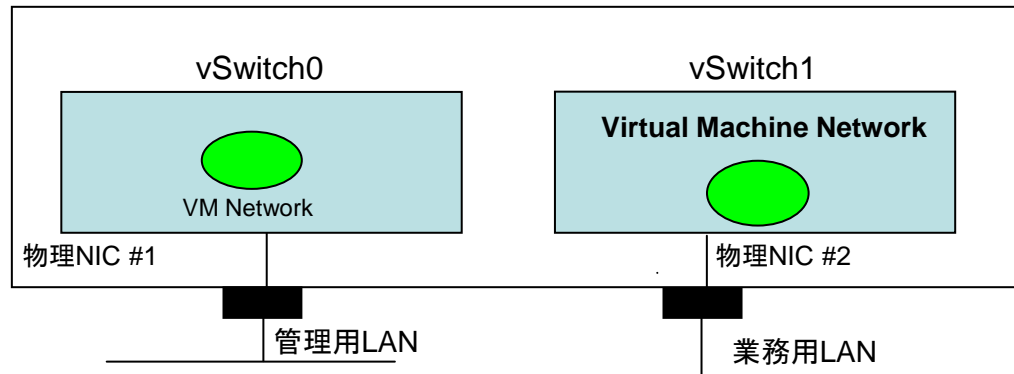 vSwitch0
vSwitch1
Virtual Machine Network
VM Network
物理NIC #1
物理NIC #2
管理用LAN
業務用LAN